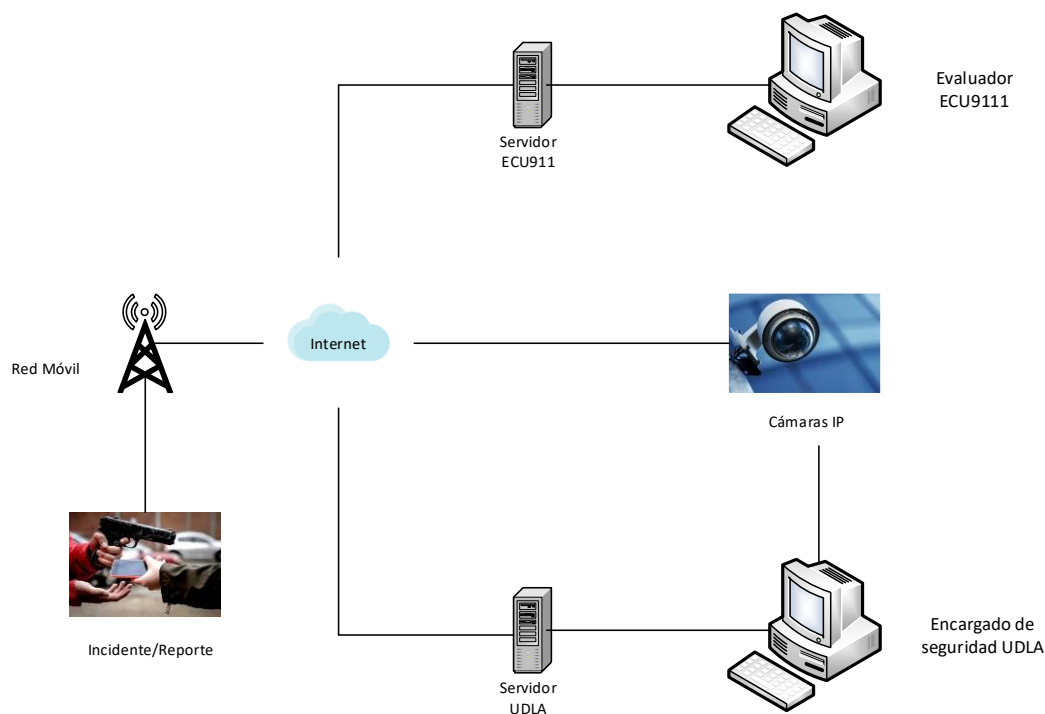 Evaluador
ECU9111
Servidor
ECU911
Internet
Red Móvil
Cámaras IP
Incidente/Reporte
Encargado de
seguridad UDLA
Servidor
UDLA